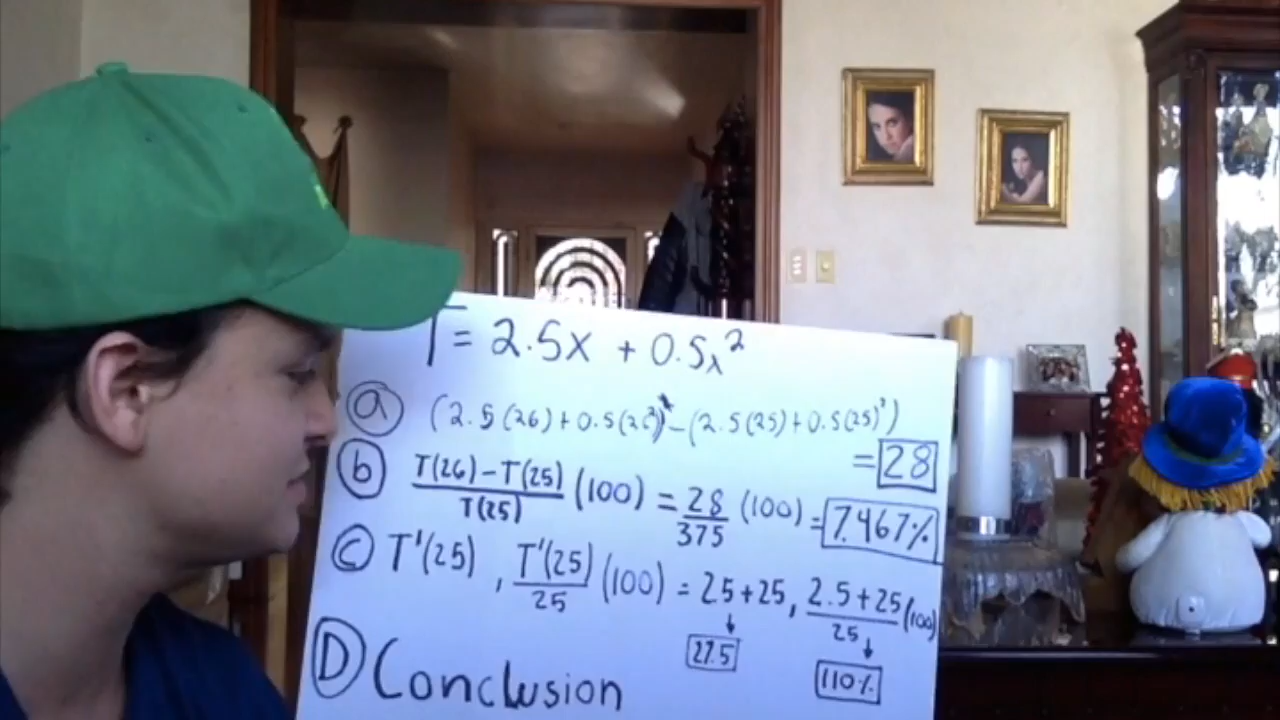 T = 2.5x + 0.5x²
a (2.5(26) + 0.5(26²) - (2.5(25) + 0.5(25)²)
= 28
b T(26) - T(25) / T(25) (100) = 28 / 375 (100) = 7.467%
c T'(25) , T'(25) / 25 (100) = 2.5 + 25 , 2.5 + 25 / 25 (100)
27.5 110%
D Conclusion